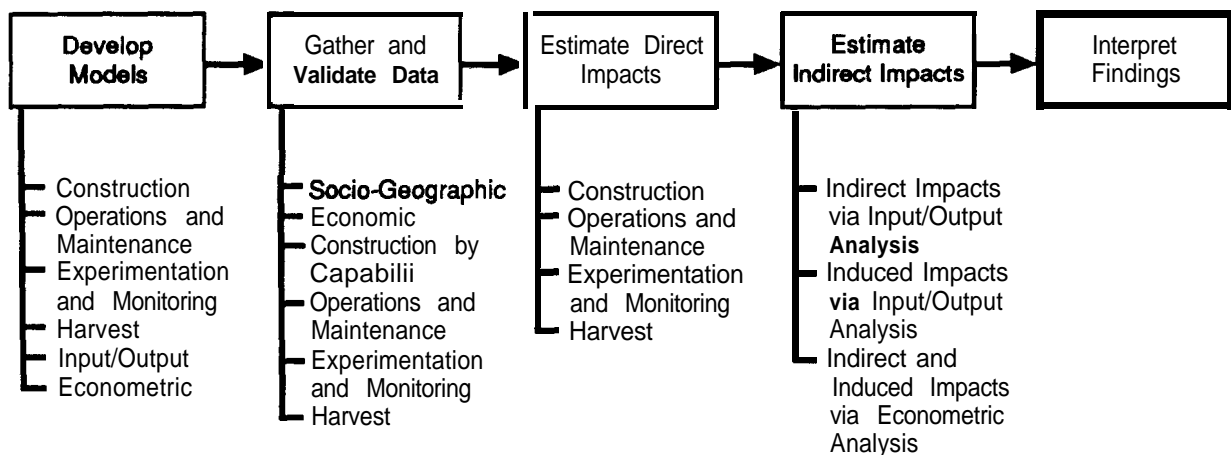 Develop
Models
Gather and
Validate Data
Estimate Direct
Impacts
Estimate
Indirect Impacts
Interpret
Findings
Construction
Operations and
Maintenance
Experimentation
and Monitoring
Harvest
Input/Output
Econometric
Socio-Geographic
Economic
Construction by
Capabilii
Operations and
Maintenance
Experimentation
and Monitoring
Harvest
Construction
Operations and
Maintenance
Experimentation
and Monitoring
Harvest
Indirect Impacts
via Input/Output
Analysis
Induced Impacts
via Input/Output
Analysis
Indirect and
Induced Impacts
via Econometric
Analysis